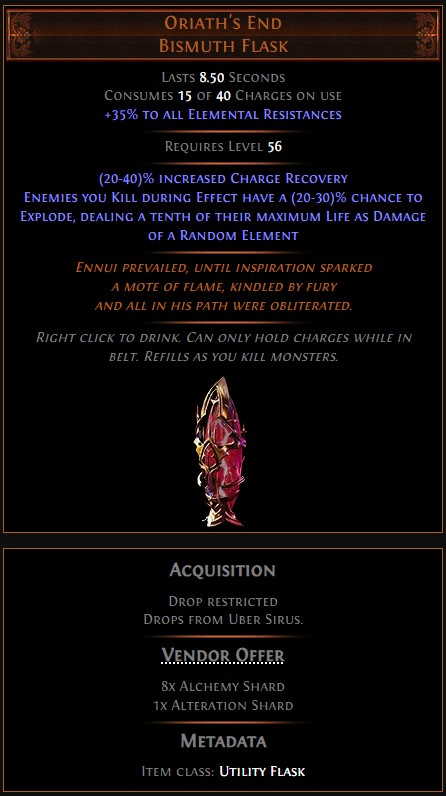 Oriath's End
Bismuth Flask
Lasts 8.50 Seconds
Consumes 15 of 40 Charges on use
+35% to all Elemental Resistances
Requires Level 56
(20-40)% increased Charge Recovery
Enemies you Kill during Effect have a (20-30)% chance to
Explode, dealing a tenth of their maximum Life as Damage
of a Random Element
Ennui prevailed, until inspiration sparked
a mote of flame, kindled by fury
and all in his path were obliterated.
Right click to drink. Can only hold charges while in
belt. Refills as you kill monsters.
Acquisition
Drop restricted
Drops from Uber Sirus.
Vendor Offer
8x Alchemy Shard
1x Alteration Shard
Metadata
Item class: Utility Flask